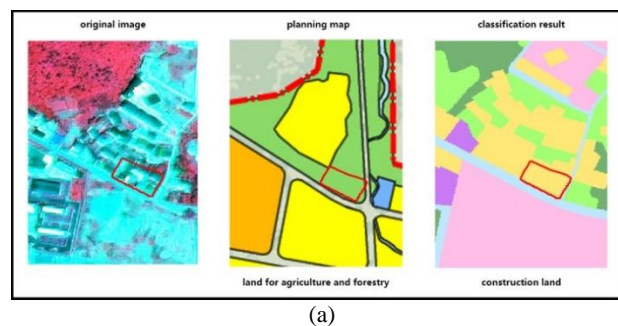 original image planning map classification result
land for agriculture and forestry construction land
(a)